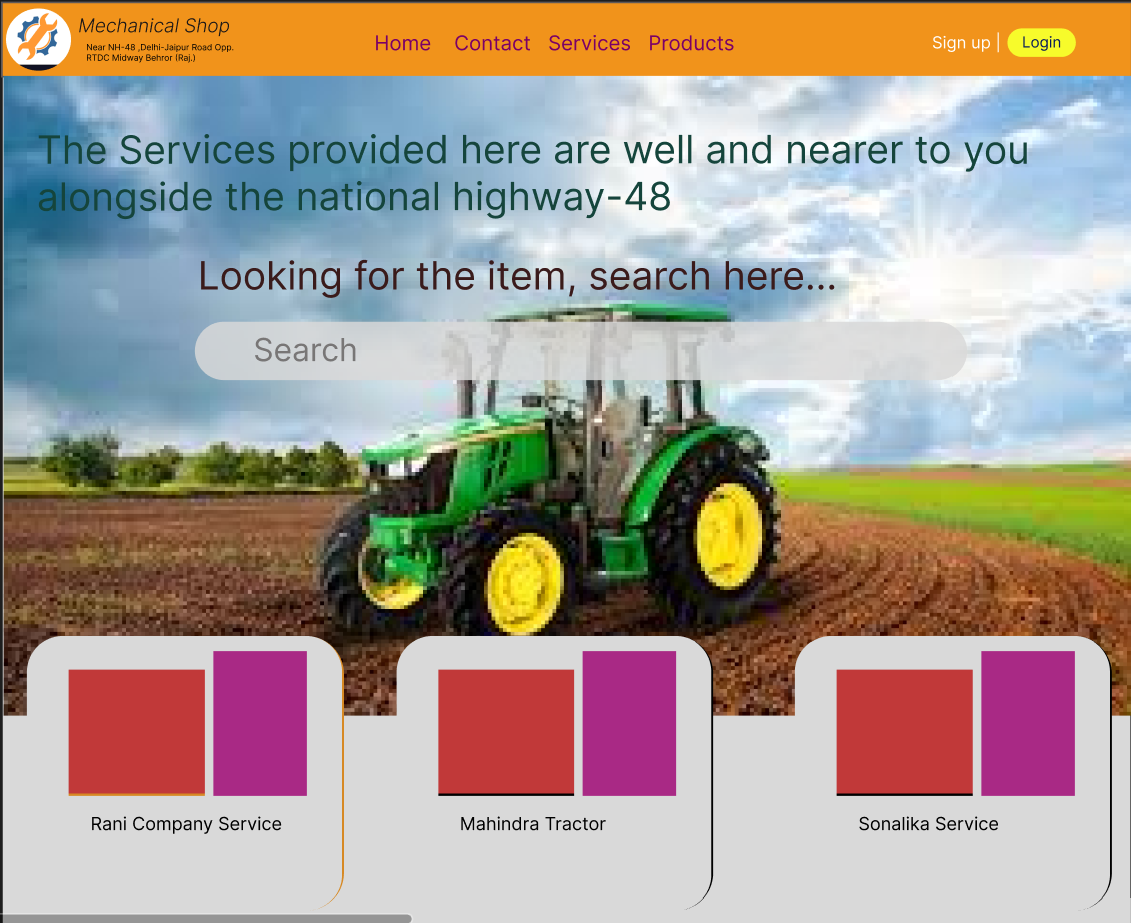 Mechanical Shop
Near NH-48 ,Delhi-Jaipur Road Opp.
RTDC Midway Behror (Raj.)
Home Contact Services Products
Sign up | Login
The Services provided here are well and nearer to you
alongside the national highway-48
Looking for the item, search here...
Search
Rani Company Service
Mahindra Tractor
Sonalika Service